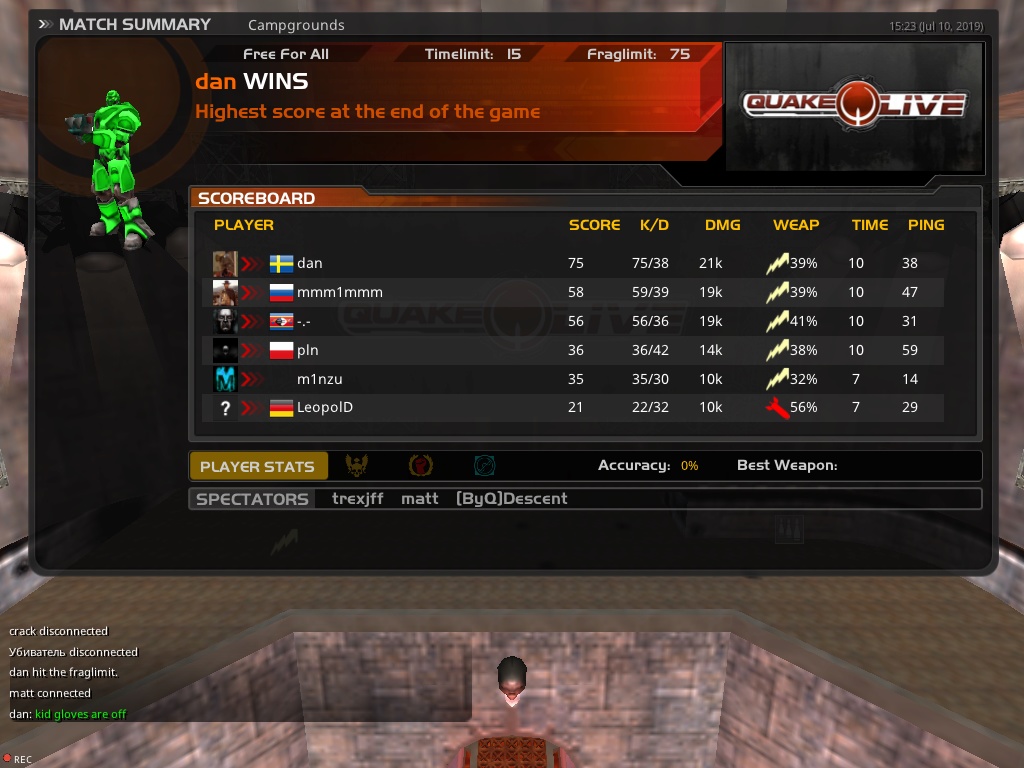 MATCH SUMMARY Campgrounds 15:23 (Jul 10, 2019)
Free For All Timelimit: 15 Fraglimit: 75
dan WINS
Highest score at the end of the game
QUAKE LIVE
SCOREBOARD
PLAYER SCORE K/D DMG WEAP TIME PING
dan 75 75/38 21k 39% 10 38
mmm1mmm 58 59/39 19k 39% 10 47
-.- 56 56/36 19k 41% 10 31
QUAKE LIVE
pln 36 36/42 14k 38% 10 59
m1nzu 35 35/30 10k 32% 7 14
? LeopolD 21 22/32 10k 56% 7 29
PLAYER STATS Accuracy: 0% Best Weapon:
SPECTATORS trexjff matt [ByQ]Descent
crack disconnected
Убиватель disconnected
dan hit the fraglimit.
matt connected
dan: kid gloves are off
REC